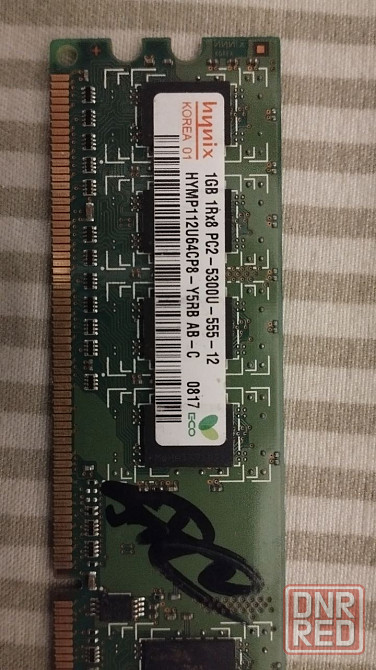 hynix
KOREA 01
1GB 1Rx8 PC2-5300U-555-12
HYMP112U64CP8-Y5RB AB-C 0817
ECO
DNR
RED